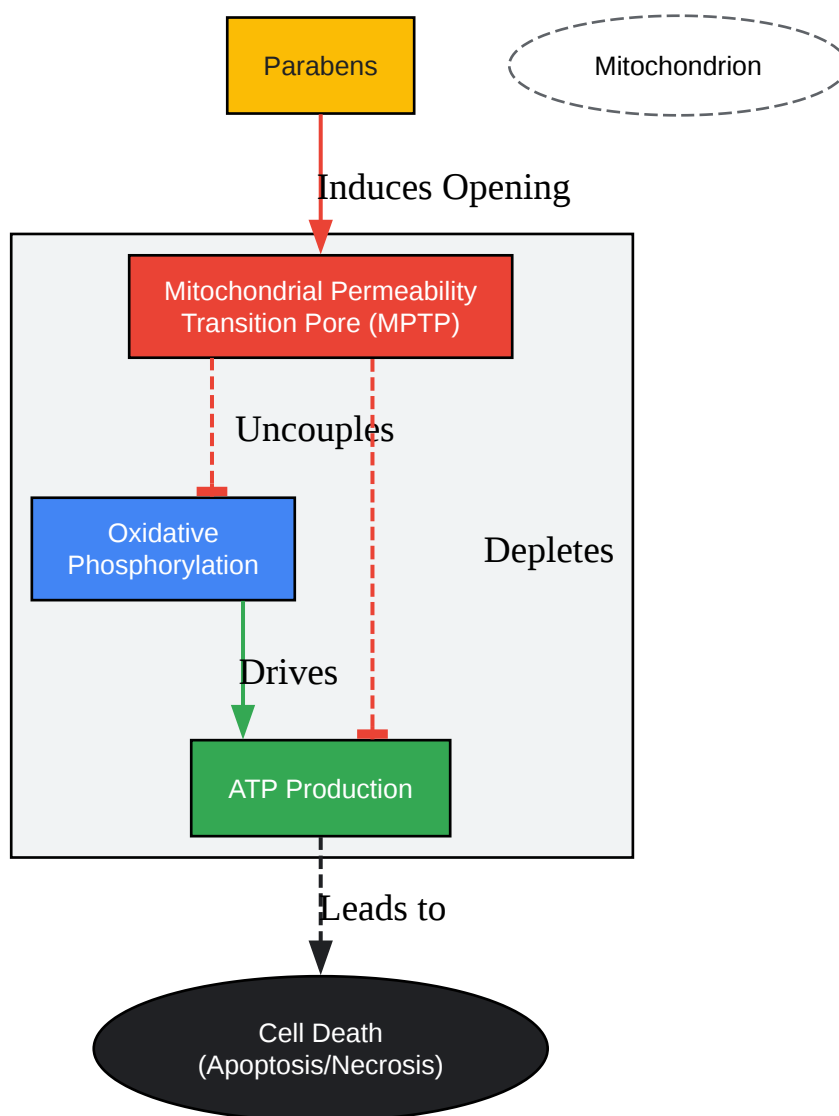 Parabens
Mitochondrion
Induces Opening
Mitochondrial Permeability
Transition Pore (MPTP)
Uncouples
Oxidative
Phosphorylation
Depletes
Drives
ATP Production
Leads to
Cell Death
(Apoptosis/Necrosis)